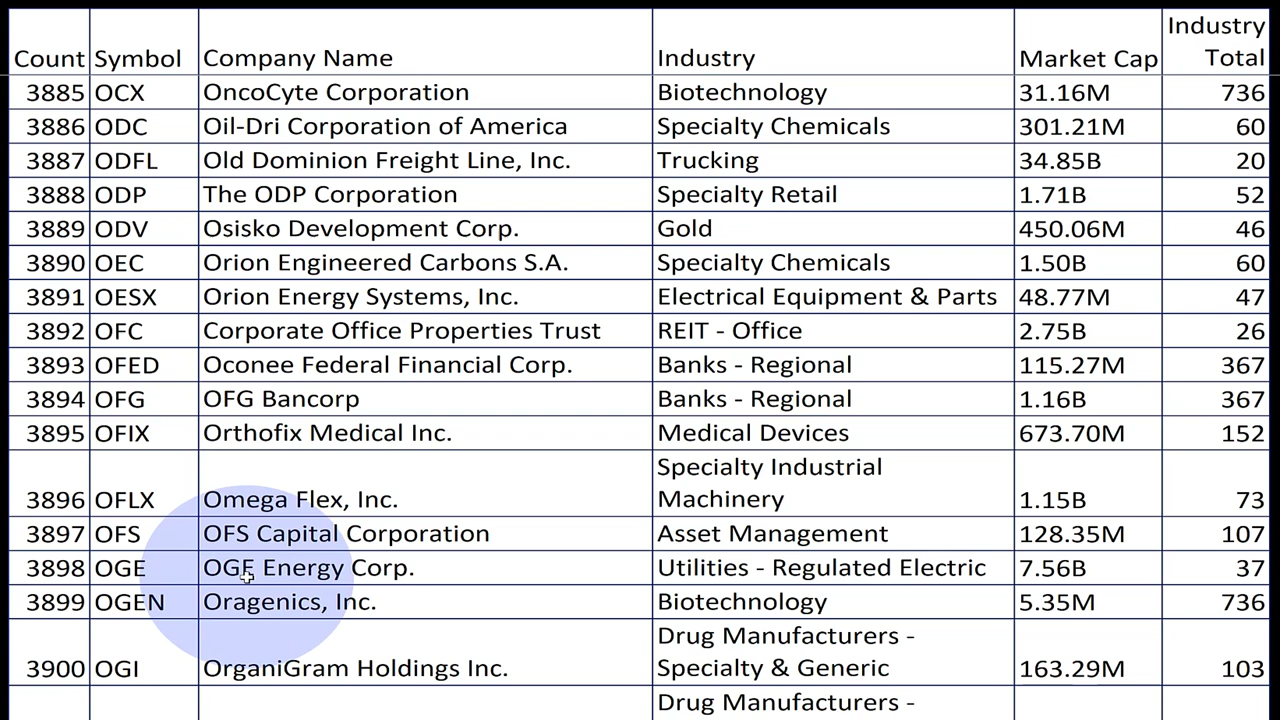 Count Symbol Company Name Industry Market Cap Industry Total
3885 OCX OncoCyte Corporation Biotechnology 31.16M 736
3886 ODC Oil-Dri Corporation of America Specialty Chemicals 301.21M 60
3887 ODFL Old Dominion Freight Line, Inc. Trucking 34.85B 20
3888 ODP The ODP Corporation Specialty Retail 1.71B 52
3889 ODV Osisko Development Corp. Gold 450.06M 46
3890 OEC Orion Engineered Carbons S.A. Specialty Chemicals 1.50B 60
3891 OESX Orion Energy Systems, Inc. Electrical Equipment & Parts 48.77M 47
3892 OFC Corporate Office Properties Trust REIT - Office 2.75B 26
3893 OFED Oconee Federal Financial Corp. Banks - Regional 115.27M 367
3894 OFG OFG Bancorp Banks - Regional 1.16B 367
3895 OFIX Orthofix Medical Inc. Medical Devices 673.70M 152
3896 OFLX Omega Flex, Inc. Specialty Industrial Machinery 1.15B 73
3897 OFS OFS Capital Corporation Asset Management 128.35M 107
3898 OGE OGE Energy Corp. Utilities - Regulated Electric 7.56B 37
3899 OGEN Oragenics, Inc. Biotechnology 5.35M 736
3900 OGI OrganiGram Holdings Inc. Drug Manufacturers - Specialty & Generic 163.29M 103
Drug Manufacturers -